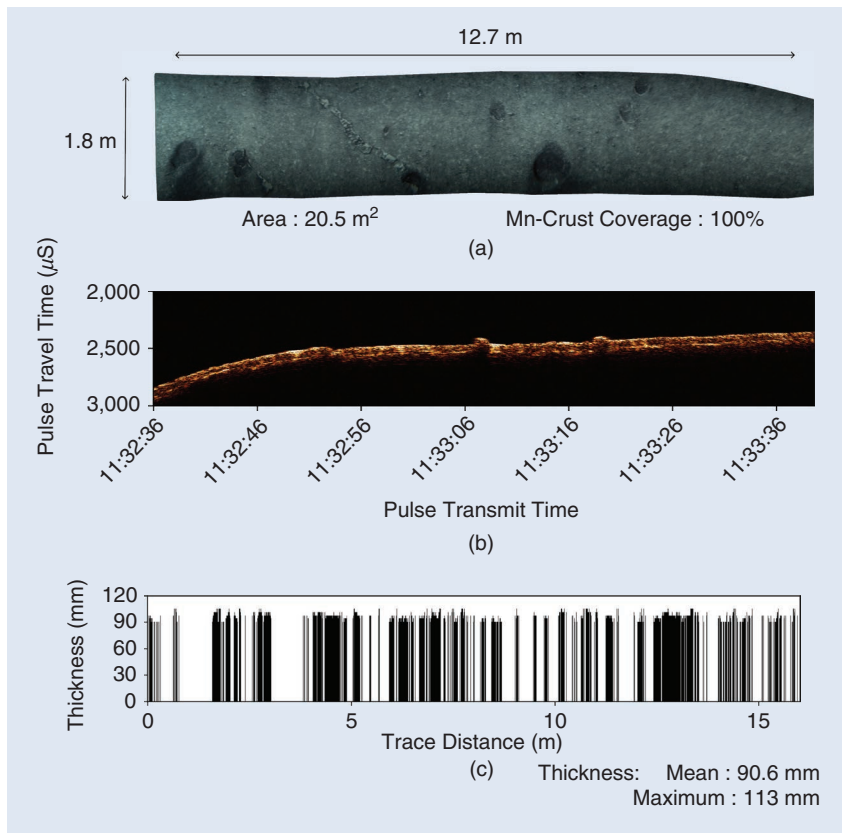 12.7 m
1.8 m
Area : 20.5 m²
Mn-Crust Coverage : 100%
(a)
Pulse Travel Time (μS)
2,000
2,500
3,000
11:32:36
11:32:46
11:32:56
11:33:06
11:33:16
11:33:26
11:33:36
Pulse Transmit Time
(b)
Thickness (mm)
120
90
60
30
0
0
5
10
15
Trace Distance (m)
(c)
Thickness: Mean : 90.6 mm
Maximum : 113 mm